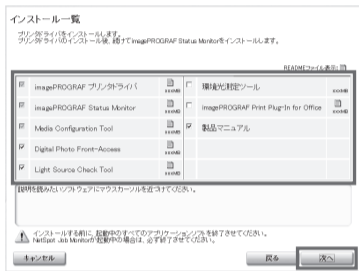 インストール一覧
プリンタドライバをインストールします。
プリンタドライバのインストール後、続けてimagePROGRAF Status Monitorをインストールします。
READMEファイル表示:
imagePROGRAF プリンタドライバ
環境光測定ツール
imagePROGRAF Status Monitor
imagePROGRAF Print Plug-In for Office
Media Configuration Tool
製品マニュアル
Digital Photo Front-Access
Light Source Check Tool
説明を読みたいソフトウェアにマウスカーソルを近づけてください。
インストールする前に、起動中のすべてのアプリケーションソフトを終了させてください。
NetSpot Job Monitorが起動中の場合は、必ず終了させてください。
キャンセル
戻る
次へ